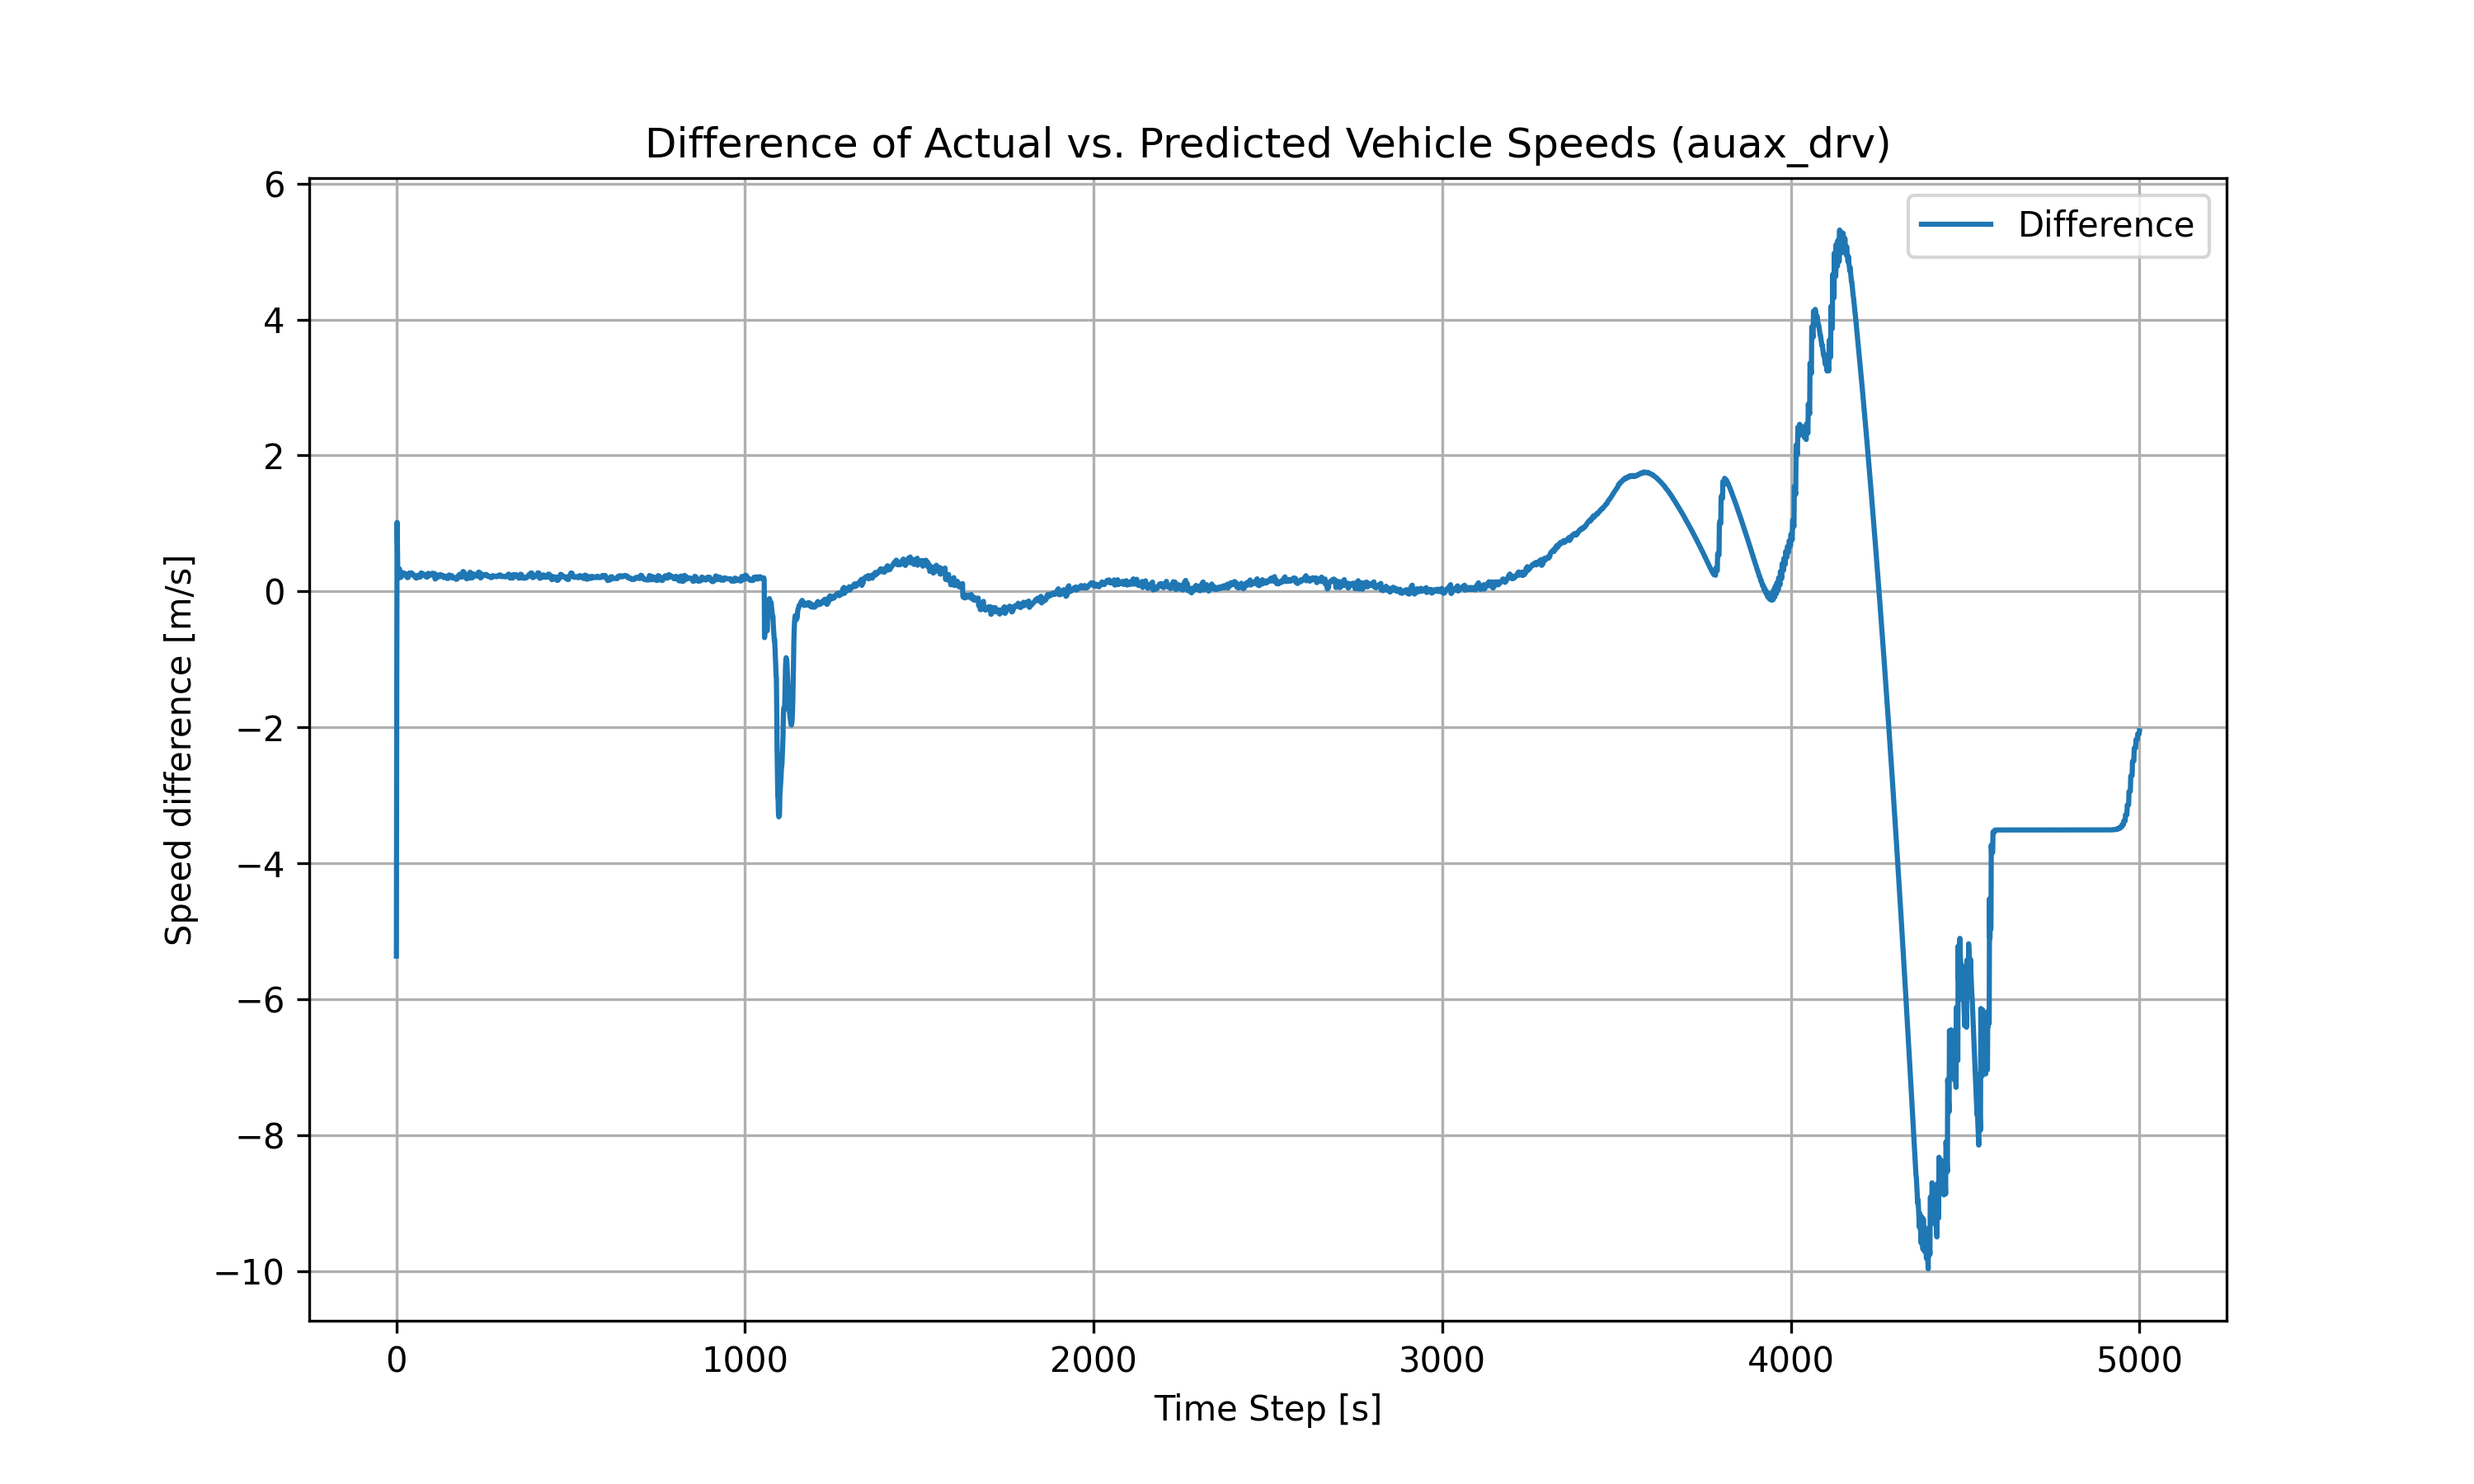 Difference of Actual vs. Predicted Vehicle Speeds (auax_drv)
Difference
Speed difference [m/s]
6
4
2
0
−2
−4
−6
−8
−10
0 1000 2000 3000 4000 5000
Time Step [s]